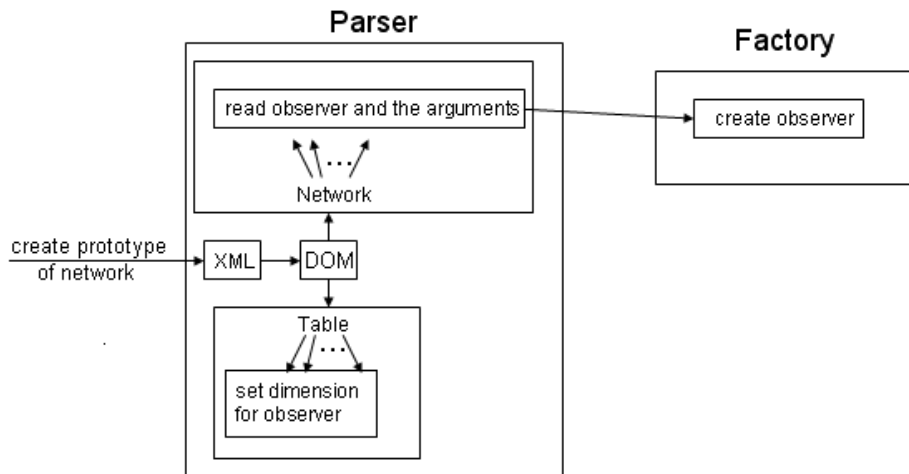 Parser
Factory
read observer and the arguments
create observer
...
Network
create prototype
of network
XML
DOM
Table
...
set dimension
for observer